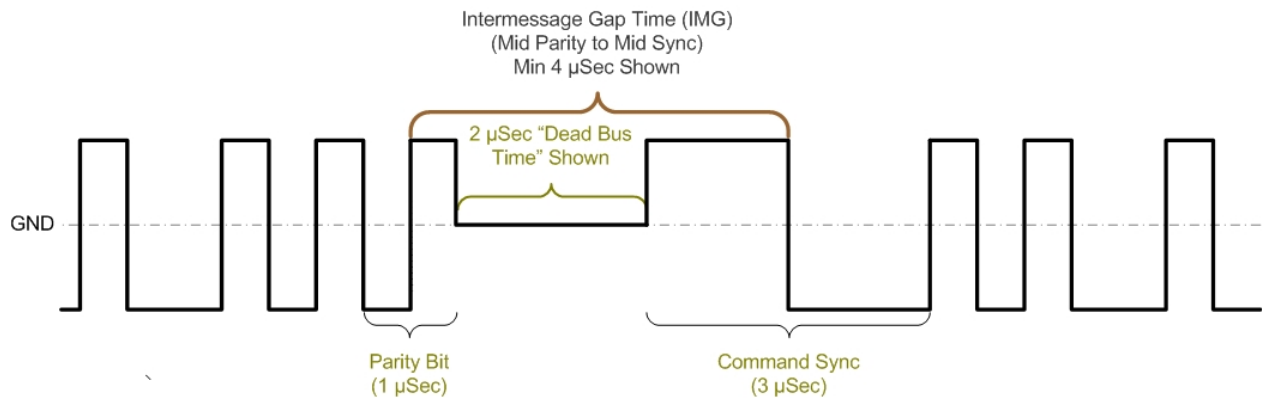 Intermessage Gap Time (IMG)
(Mid Parity to Mid Sync)
Min 4 µSec Shown
2 µSec “Dead Bus
Time” Shown
GND
Parity Bit
(1 µSec)
Command Sync
(3 µSec)